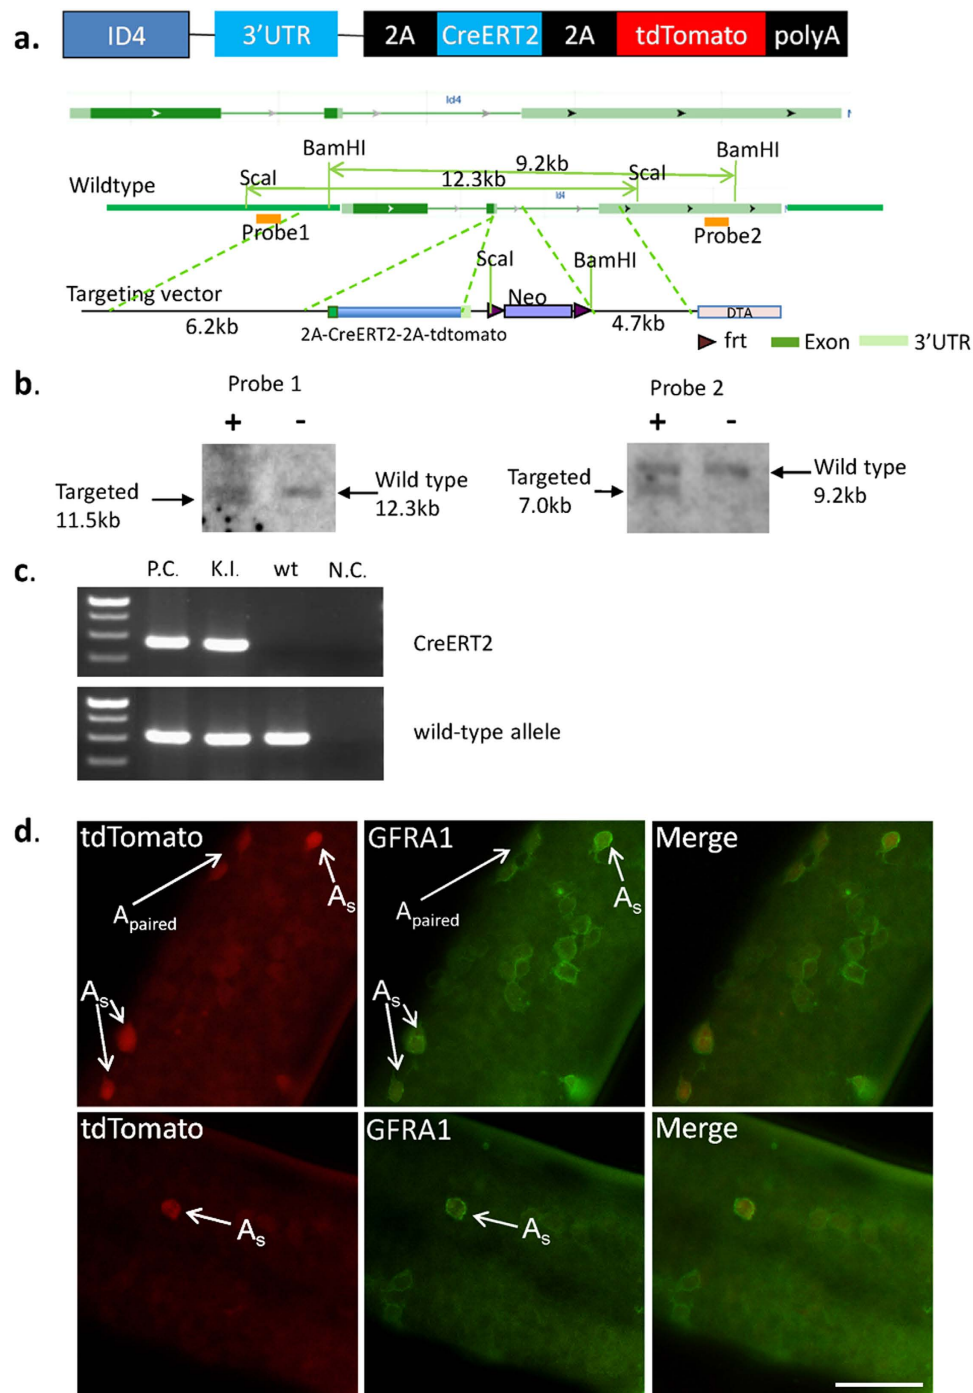 a.
ID4 3'UTR 2A CreERT2 2A tdTomato polyA
Id4
BamHI BamHI
9.2kb
ScaI ScaI
12.3kb
Wildtype
Id4
Probe1 Probe2
ScaI BamHI
Targeting vector Neo
DTA
6.2kb 2A-CreERT2-2A-tdtomato 4.7kb
frt Exon 3'UTR
b.
Probe 1 Probe 2
+ - + -
Targeted
11.5kb
Wild type
12.3kb
Targeted
7.0kb
Wild type
9.2kb
c.
P.C. K.I. wt N.C.
CreERT2
wild-type allele
d.
tdTomato GFRA1 Merge
Apaired As Apaired As
As As
tdTomato GFRA1 Merge
As As